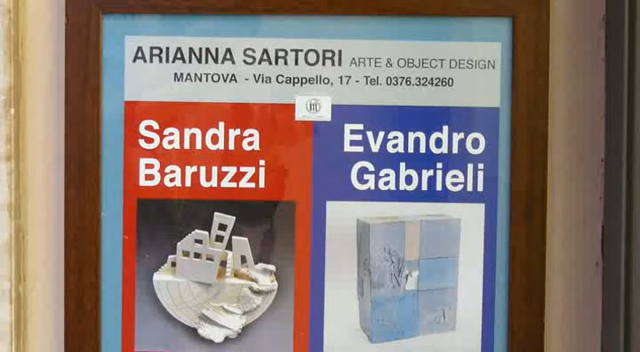 ARIANNA SARTORI ARTE & OBJECT DESIGN
MANTOVA - Via Cappello, 17 - Tel. 0376.324260
Sandra
Baruzzi
Evandro
Gabrieli